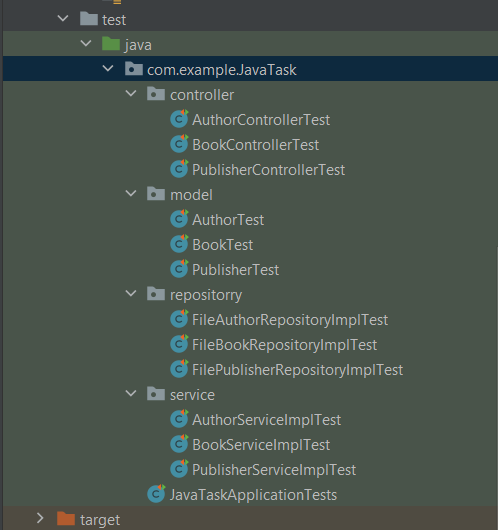 test
java
com.example.JavaTask
controller
AuthorControllerTest
BookControllerTest
PublisherControllerTest
model
AuthorTest
BookTest
PublisherTest
repositorry
FileAuthorRepositoryImplTest
FileBookRepositoryImplTest
FilePublisherRepositoryImplTest
service
AuthorServiceImplTest
BookServiceImplTest
PublisherServiceImplTest
JavaTaskApplicationTests
target